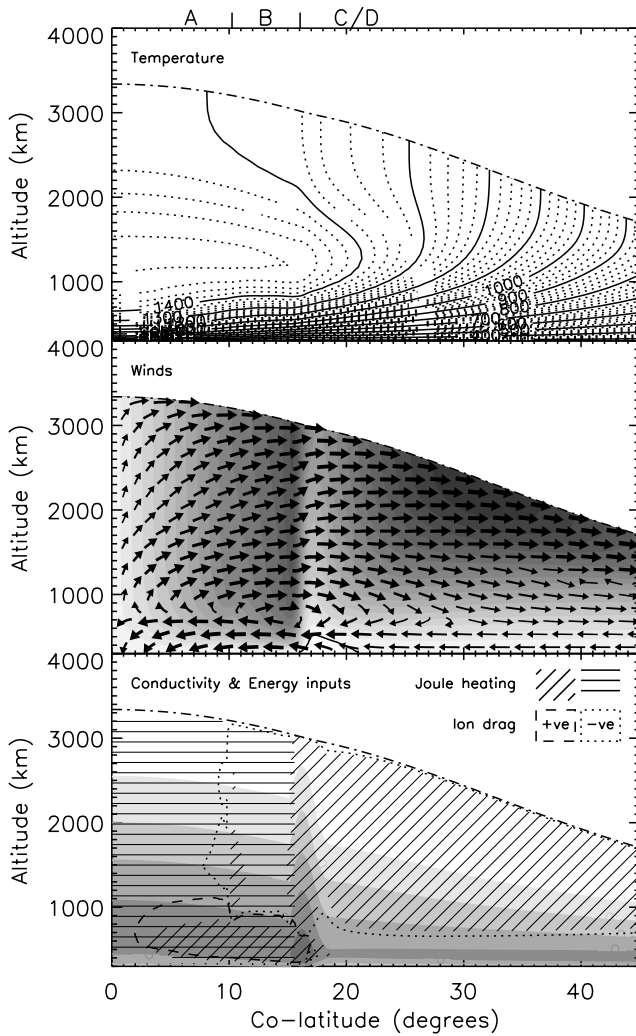 A B C/D
4000
Temperature
3000
Altitude (km)
2000
1000
1400
1300
1000
900
800
4000
Winds
3000
Altitude (km)
2000
1000
4000
Conductivity & Energy inputs Joule heating
Ion drag +ve -ve
3000
Altitude (km)
2000
1000
0 10 20 30 40
Co-latitude (degrees)